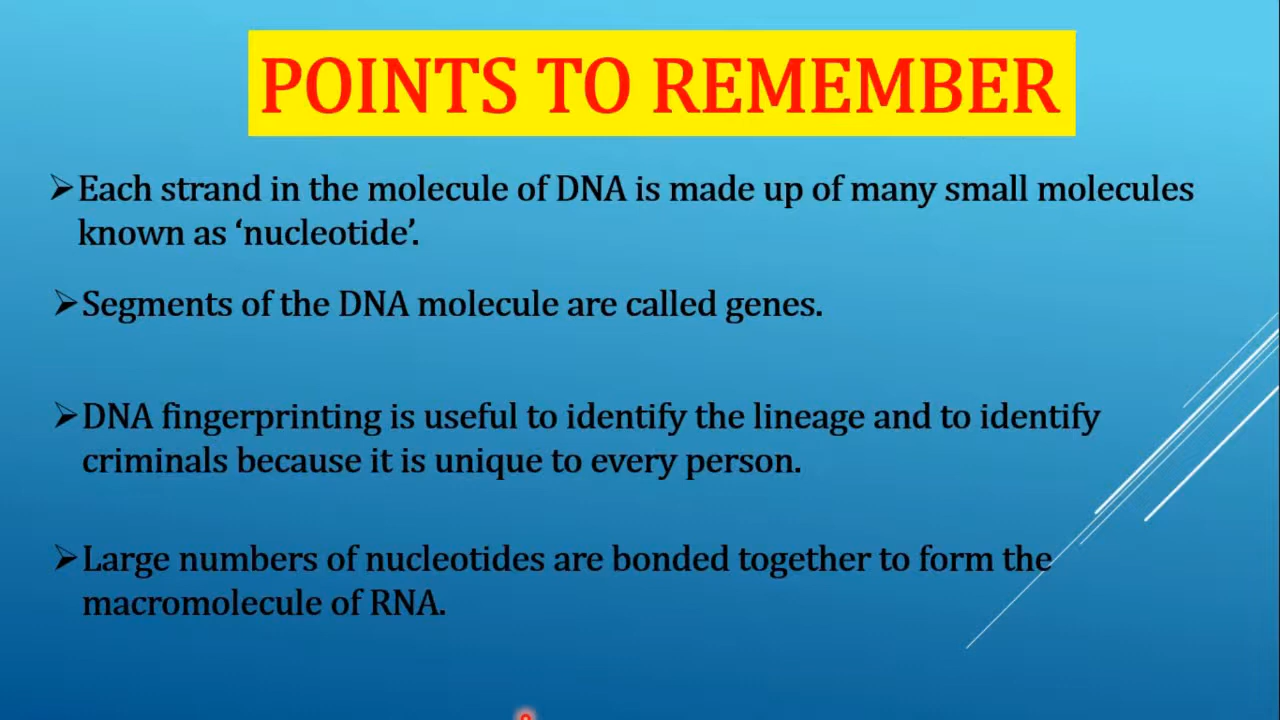 POINTS TO REMEMBER
➢Each strand in the molecule of DNA is made up of many small molecules
known as ‘nucleotide’.
➢Segments of the DNA molecule are called genes.
➢DNA fingerprinting is useful to identify the lineage and to identify
criminals because it is unique to every person.
➢Large numbers of nucleotides are bonded together to form the
macromolecule of RNA.